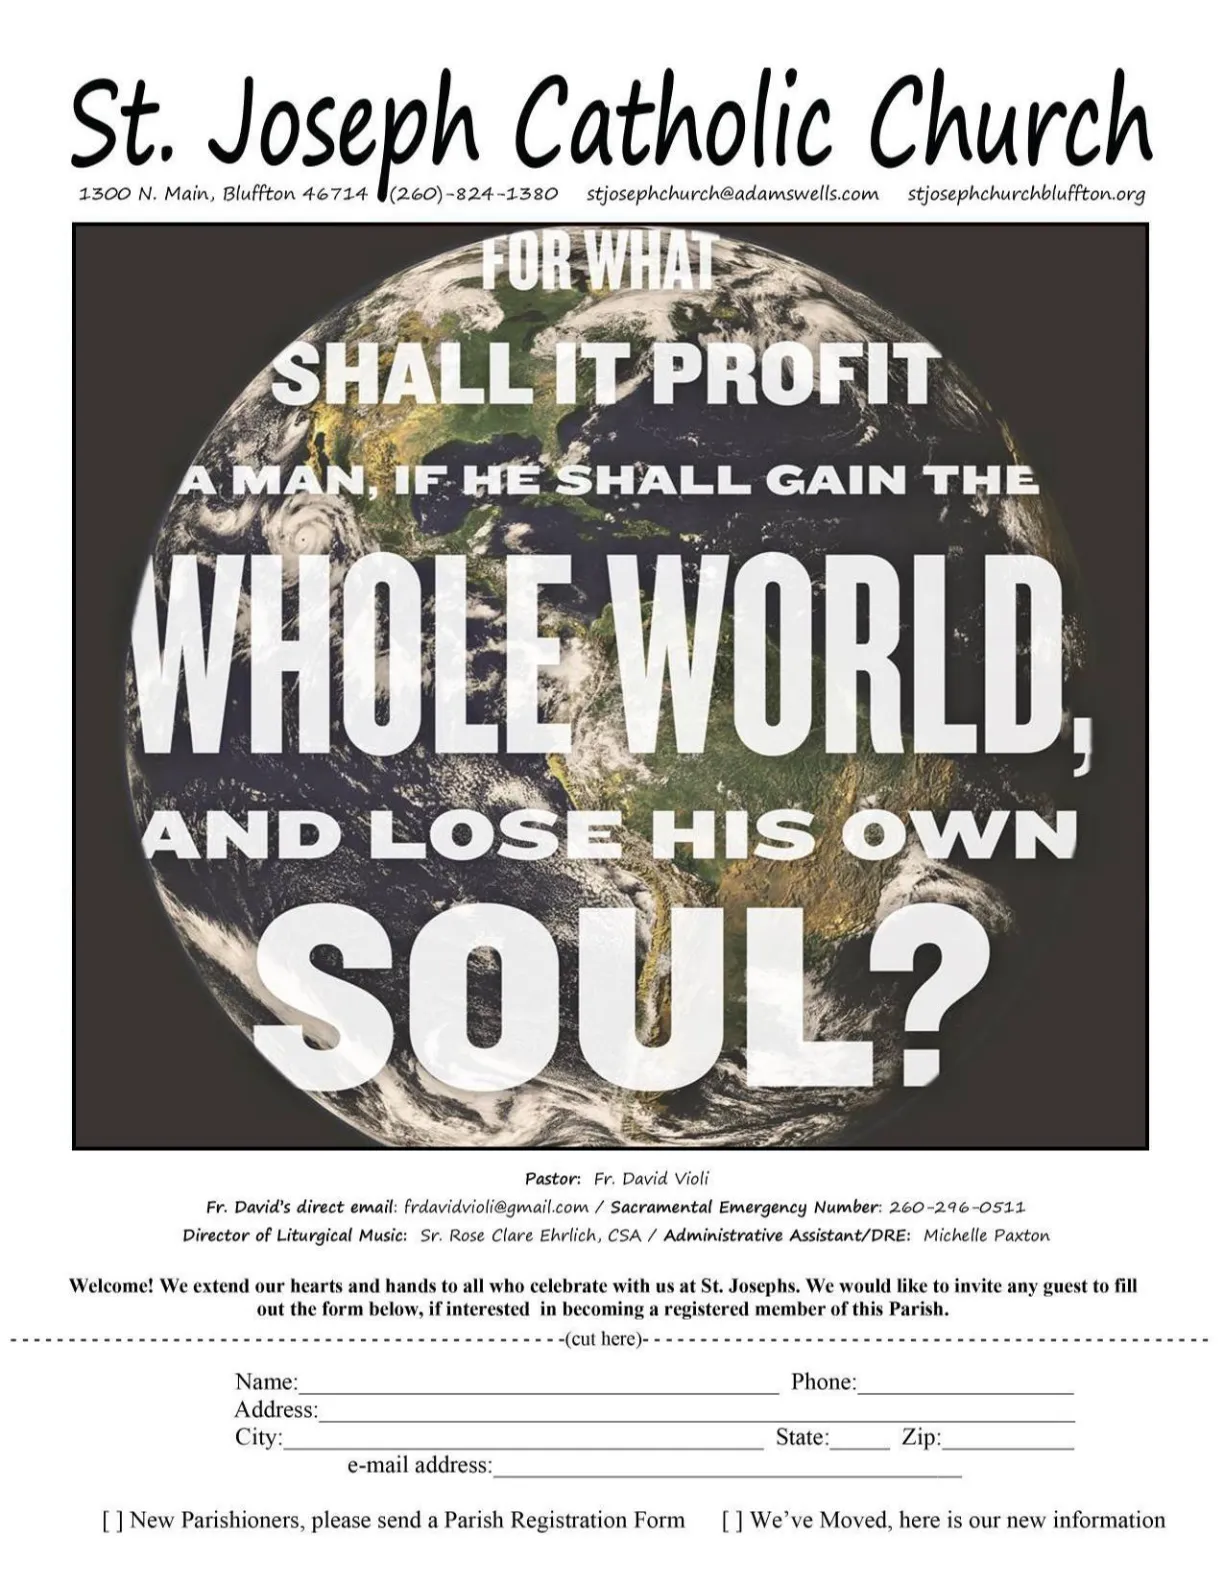 St. Joseph Catholic Church
1300 N. Main, Bluffton 46714 (260)-824-1380 stjosephchurch@adamswells.com stjosephchurchbluffton.org
FOR WHAT
SHALL IT PROFIT
A MAN, IF HE SHALL GAIN THE
WHOLE WORLD,
AND LOSE HIS OWN
SOUL?
Pastor: Fr. David Violi
Fr. David's direct email: frdavidvioli@gmail.com / Sacramental Emergency Number: 260-296-0511
Director of Liturgical Music: Sr. Rose Clare Ehrlich, CSA / Administrative Assistant/DRE: Michelle Paxton
Welcome! We extend our hearts and hands to all who celebrate with us at St. Josephs. We would like to invite any guest to fill
out the form below, if interested in becoming a registered member of this Parish.
(cut here)
Name: Phone:
Address:
City: State: Zip:
e-mail address:
[ ] New Parishioners, please send a Parish Registration Form [ ] We've Moved, here is our new information